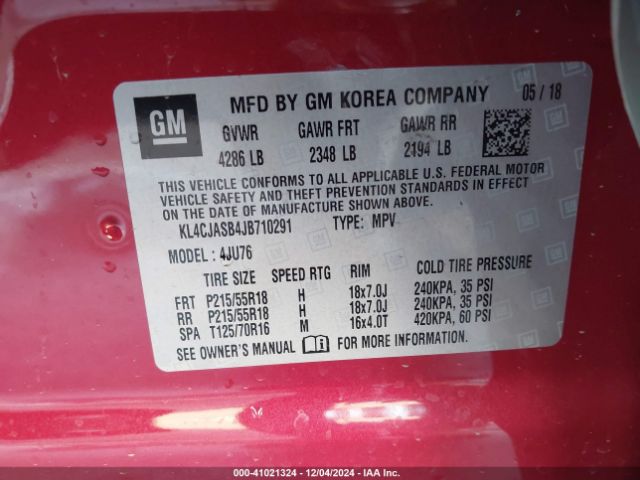 GM
MFD BY GM KOREA COMPANY 05 / 18
GVWR GAWR FRT GAWR RR
4286 LB 2348 LB 2194 LB
THIS VEHICLE CONFORMS TO ALL APPLICABLE U.S. FEDERAL MOTOR
VEHICLE SAFETY AND THEFT PREVENTION STANDARDS IN EFFECT
ON THE DATE OF MANUFACTURE SHOWN ABOVE.
KL4CJASB4JB710291 TYPE: MPV
MODEL: 4JU76
TIRE SIZE SPEED RTG RIM COLD TIRE PRESSURE
FRT P215/55R18 H 18x7.0J 240KPA, 35 PSI
RR P215/55R18 H 18x7.0J 240KPA, 35 PSI
SPA T125/70R16 M 16x4.0T 420KPA, 60 PSI
SEE OWNER'S MANUAL FOR MORE INFORMATION.
000-41021324 | 12/04/2024 | IAA Inc.